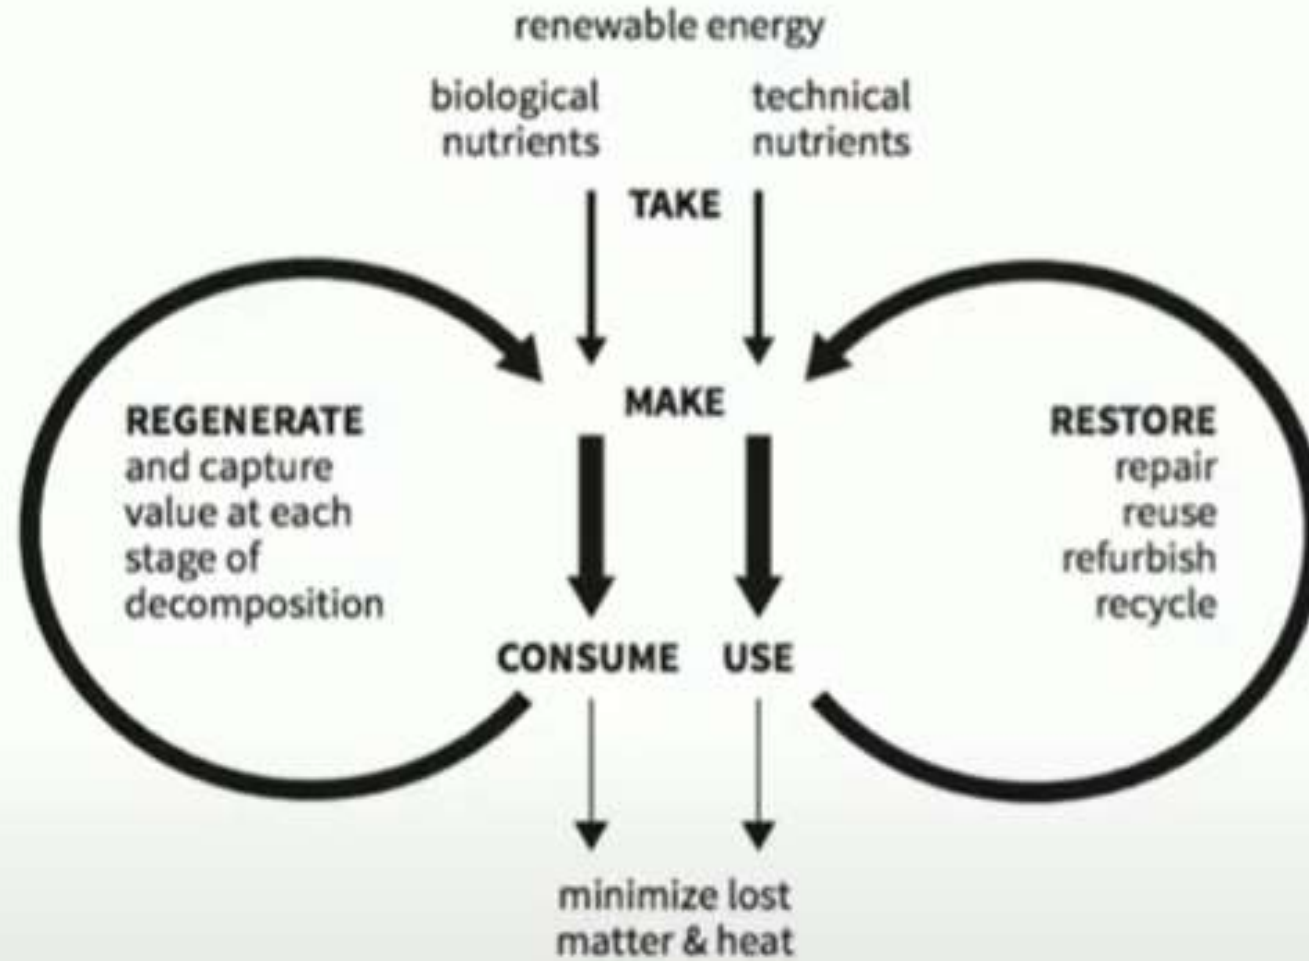 renewable energy
biological
nutrients
technical
nutrients
TAKE
MAKE
REGENERATE
and capture
value at each
stage of
decomposition
RESTORE
repair
reuse
refurbish
recycle
CONSUME
USE
minimize lost
matter & heat